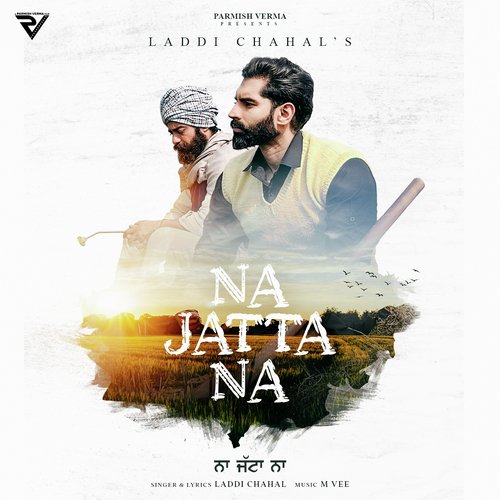 PARMISH VERMA
PRESENTS
LADDI CHAHAL'S
NA
JATTA
NA
ਨਾ ਜੱਟਾ ਨਾ
SINGER & LYRICS LADDI CHAHAL MUSIC M VEE